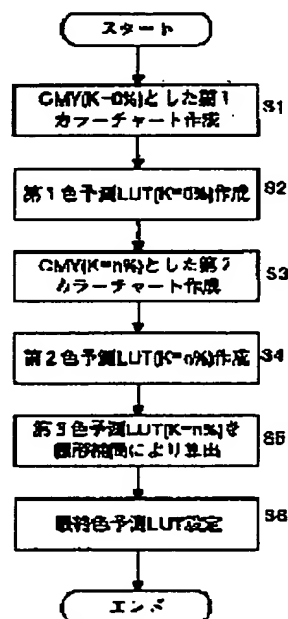 スタート
CMY(K=0%)とした第1
カラーチャート作成
S1
第1色予測LUT(K=0%)作成
S2
CMY(K=n%)とした第2
カラーチャート作成
S3
第2色予測LUT(K=n%)作成
S4
第3色予測LUT(K=n%)を
線形補間により算出
S5
最終色予測LUT設定
S6
エンド